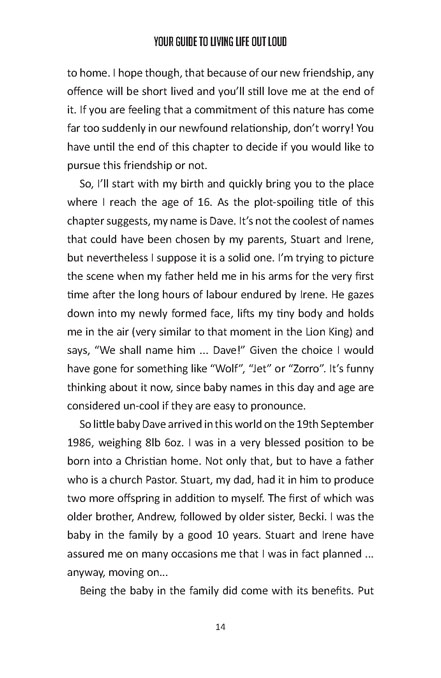 YOUR GUIDE TO LIVING LIFE OUT LOUD
to home. I hope though, that because of our new friendship, any
offence will be short lived and you’ll still love me at the end of
it. If you are feeling that a commitment of this nature has come
far too suddenly in our newfound relationship, don’t worry! You
have until the end of this chapter to decide if you would like to
pursue this friendship or not.
So, I’ll start with my birth and quickly bring you to the place
where I reach the age of 16. As the plot-spoiling title of this
chapter suggests, my name is Dave. It’s not the coolest of names
that could have been chosen by my parents, Stuart and Irene,
but nevertheless I suppose it is a solid one. I’m trying to picture
the scene when my father held me in his arms for the very first
time after the long hours of labour endured by Irene. He gazes
down into my newly formed face, lifts my tiny body and holds
me in the air (very similar to that moment in the Lion King) and
says, “We shall name him ... Dave!” Given the choice I would
have gone for something like “Wolf”, “Jet” or “Zorro”. It’s funny
thinking about it now, since baby names in this day and age are
considered un-cool if they are easy to pronounce.
So little baby Dave arrived in this world on the 19th September
1986, weighing 8lb 6oz. I was in a very blessed position to be
born into a Christian home. Not only that, but to have a father
who is a church Pastor. Stuart, my dad, had it in him to produce
two more offspring in addition to myself. The first of which was
older brother, Andrew, followed by older sister, Becki. I was the
baby in the family by a good 10 years. Stuart and Irene have
assured me on many occasions me that I was in fact planned ...
anyway, moving on...
Being the baby in the family did come with its benefits. Put
14